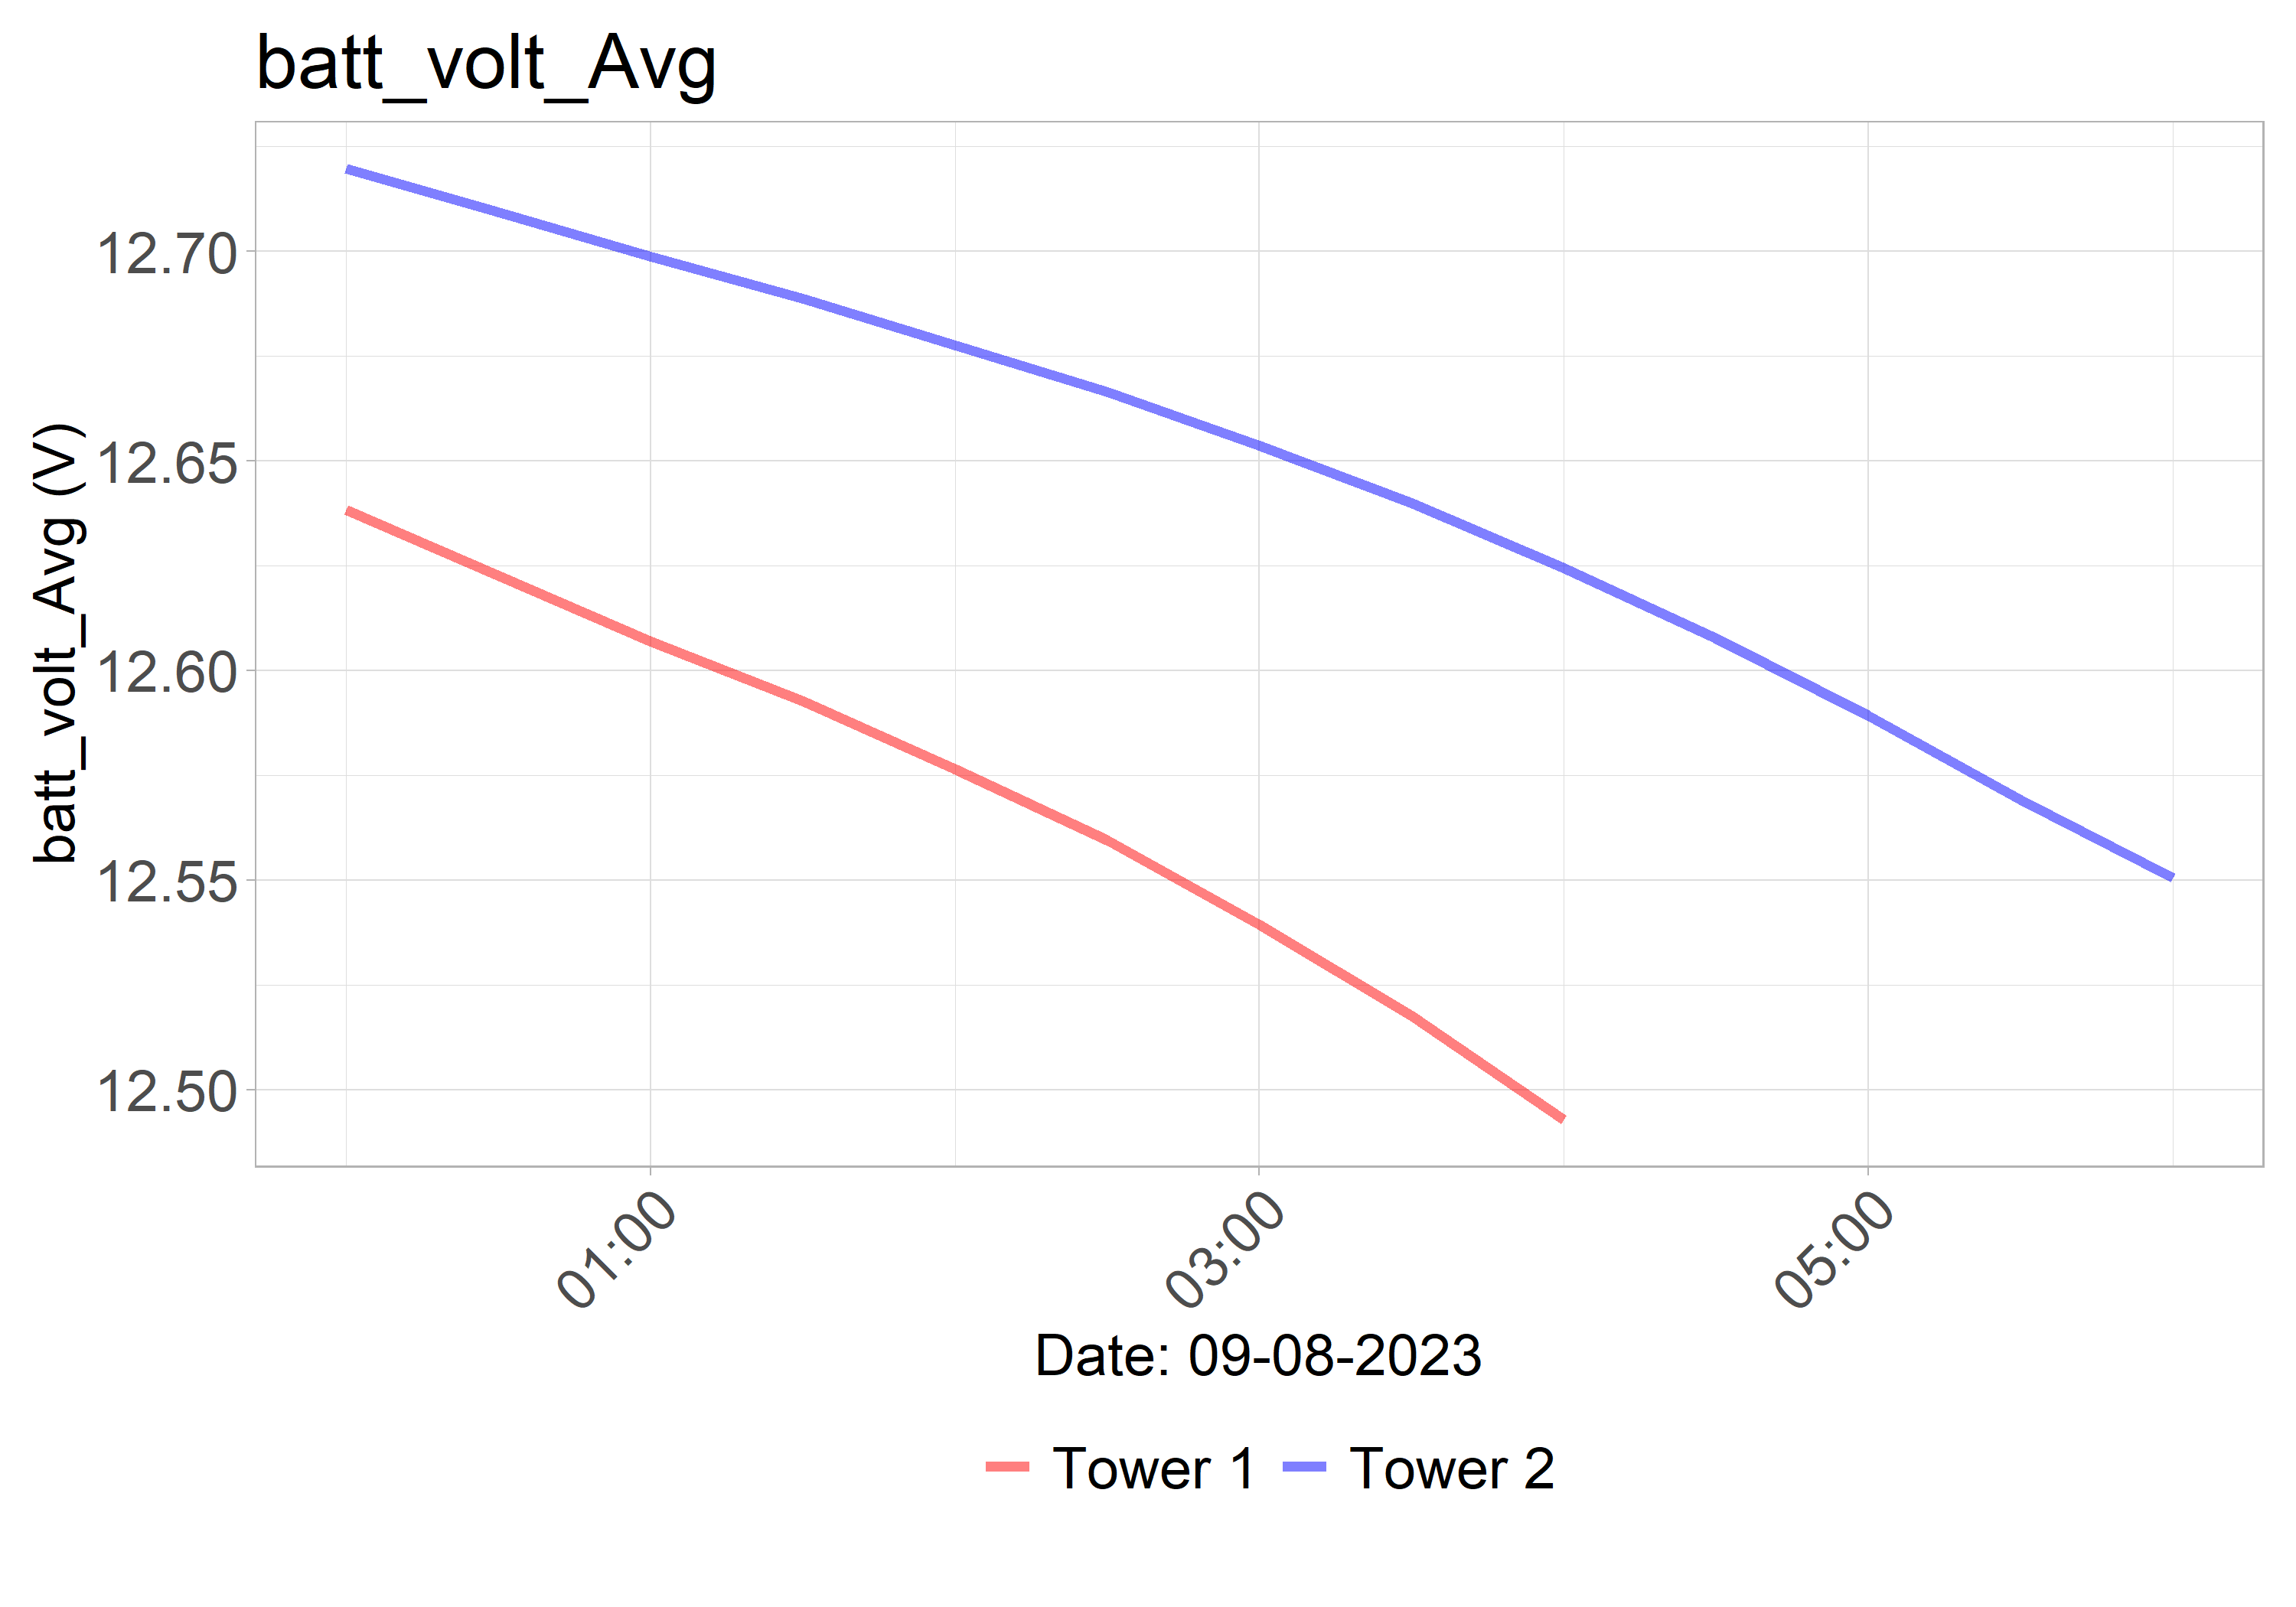 batt_volt_Avg
batt_volt_Avg (V)
12.70
12.65
12.60
12.55
12.50
01:00
03:00
05:00
Date: 09-08-2023
Tower 1
Tower 2